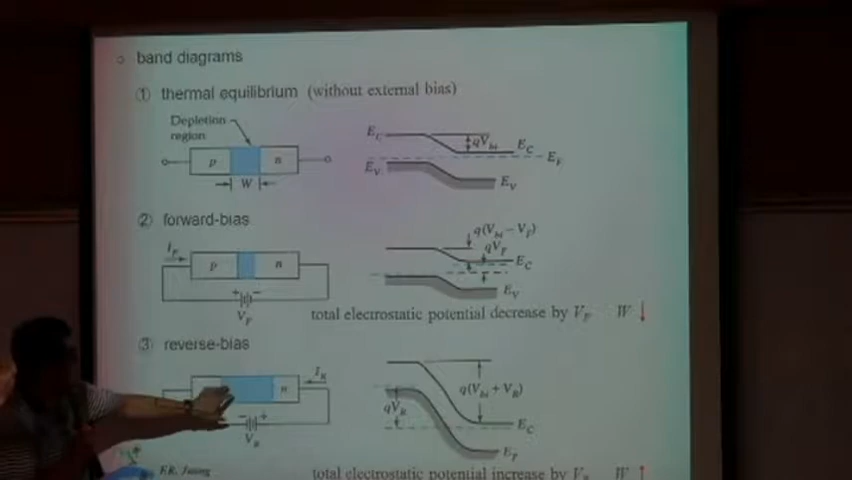 ○ band diagrams
① thermal equilibrium (without external bias)
Depletion
region
p n
W
E_C
qV_bi
E_C
E_F
E_V
E_V
② forward-bias
I_F
p n
+ −
V_F
q(V_bi − V_F)
qV_F
E_C
E_V
total electrostatic potential decrease by V_F W ↓
③ reverse-bias
I_R
n
− +
V_R
q(V_bi + V_R)
qV_R
E_C
total electrostatic potential increase by V_R W ↑